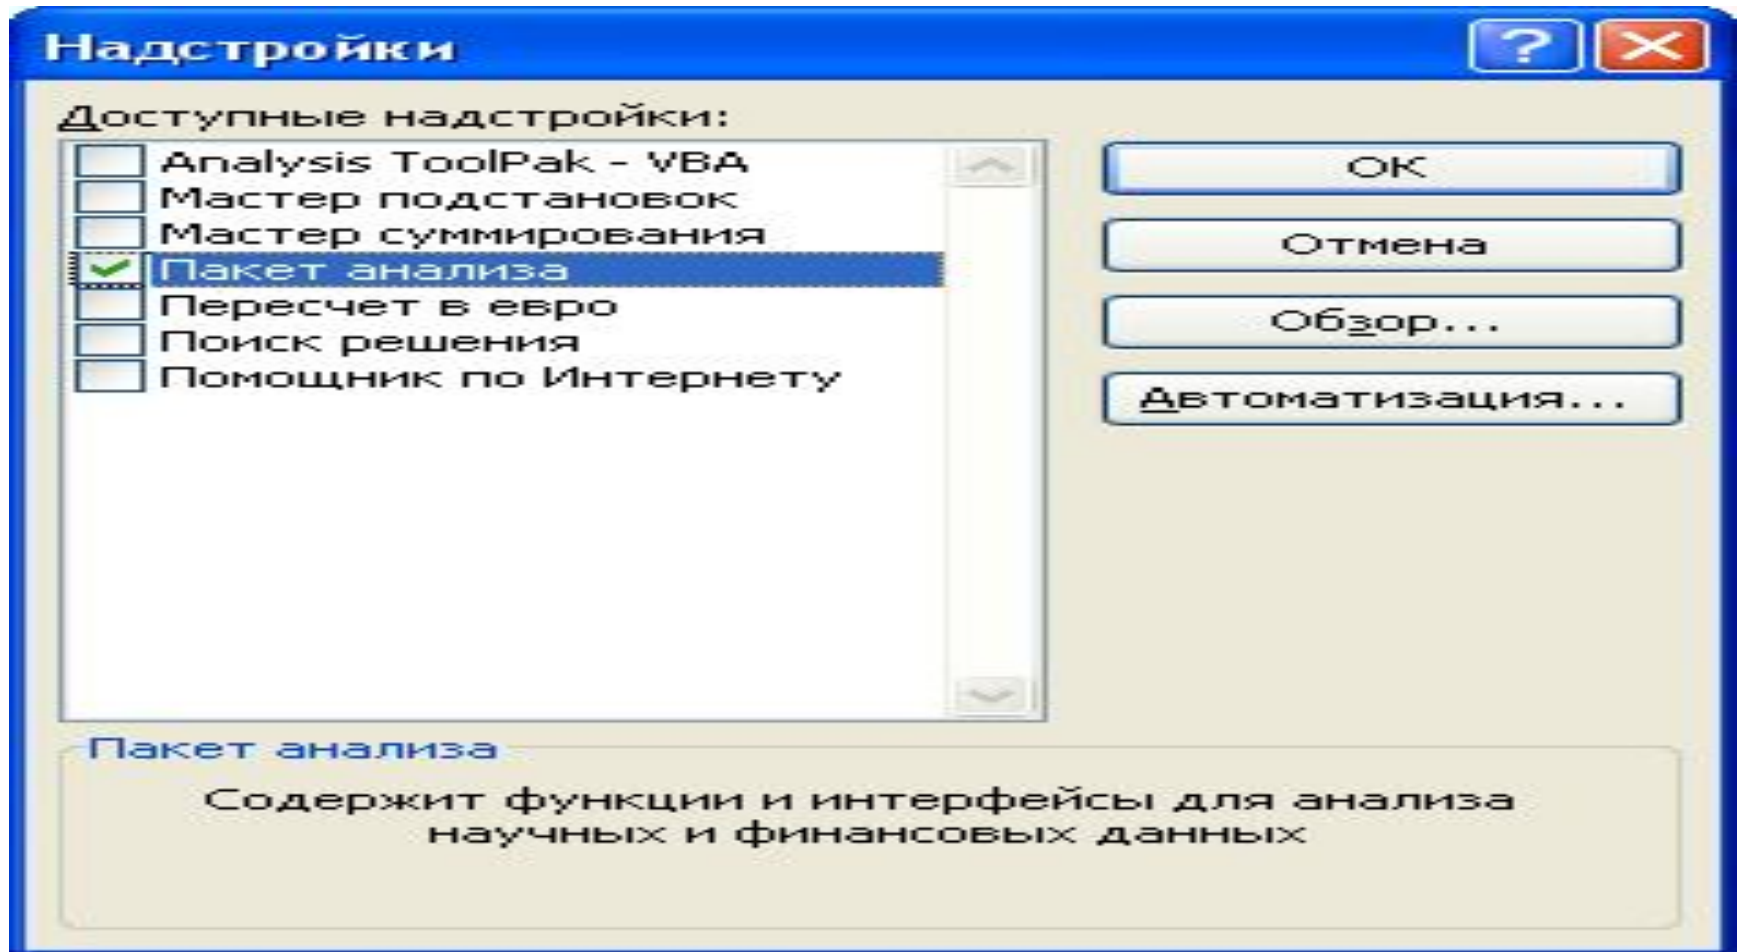 Надстройки
?
Доступные надстройки:
Analysis ToolPak - VBA
Мастер подстановок
Мастер суммирования
Пакет анализа
Пересчет в евро
Поиск решения
Помощник по Интернету
ОК
Отмена
Обзор...
Автоматизация...
Пакет анализа
Содержит функции и интерфейсы для анализа
научных и финансовых данных